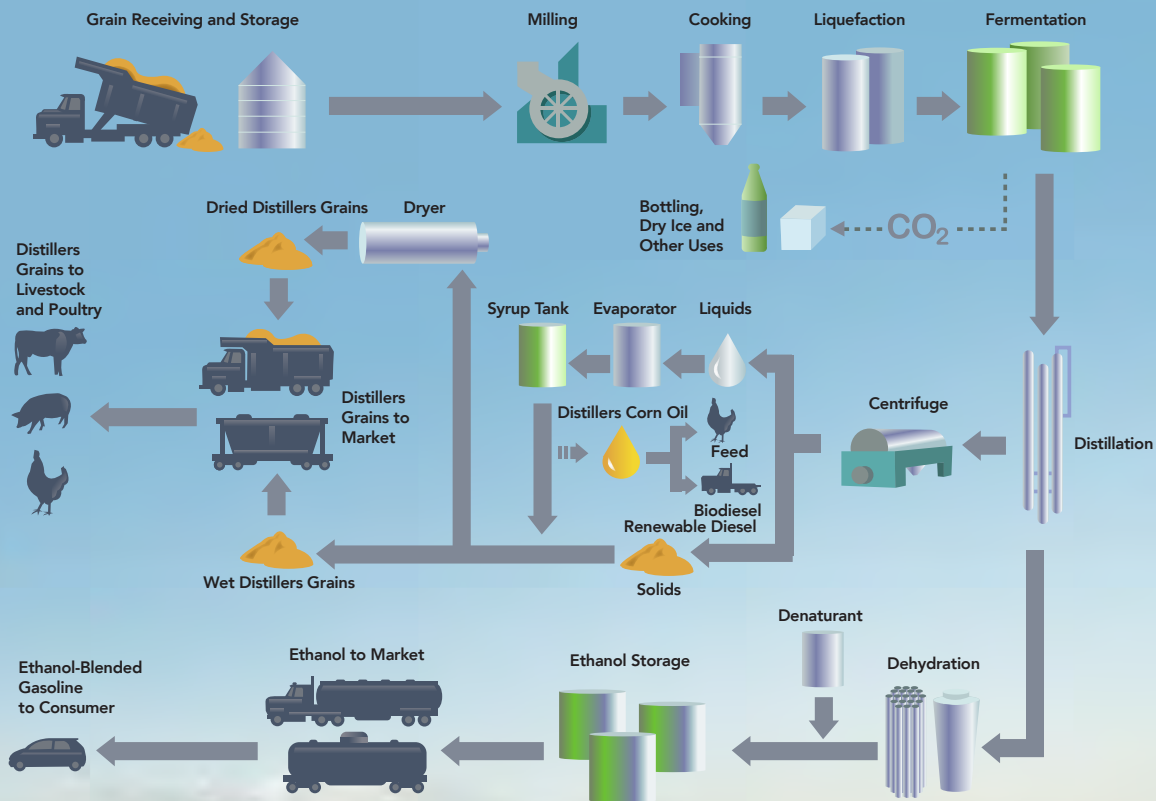 Grain Receiving and Storage
Milling
Cooking
Liquefaction
Fermentation
Bottling,
Dry Ice and
Other Uses
CO2
Dried Distillers Grains
Dryer
Distillers
Grains to
Livestock
and Poultry
Syrup Tank
Evaporator
Liquids
Distillers
Grains to
Market
Distillers Corn Oil
Feed
Biodiesel
Renewable Diesel
Centrifuge
Distillation
Wet Distillers Grains
Solids
Denaturant
Dehydration
Ethanol Storage
Ethanol to Market
Ethanol-Blended
Gasoline
to Consumer